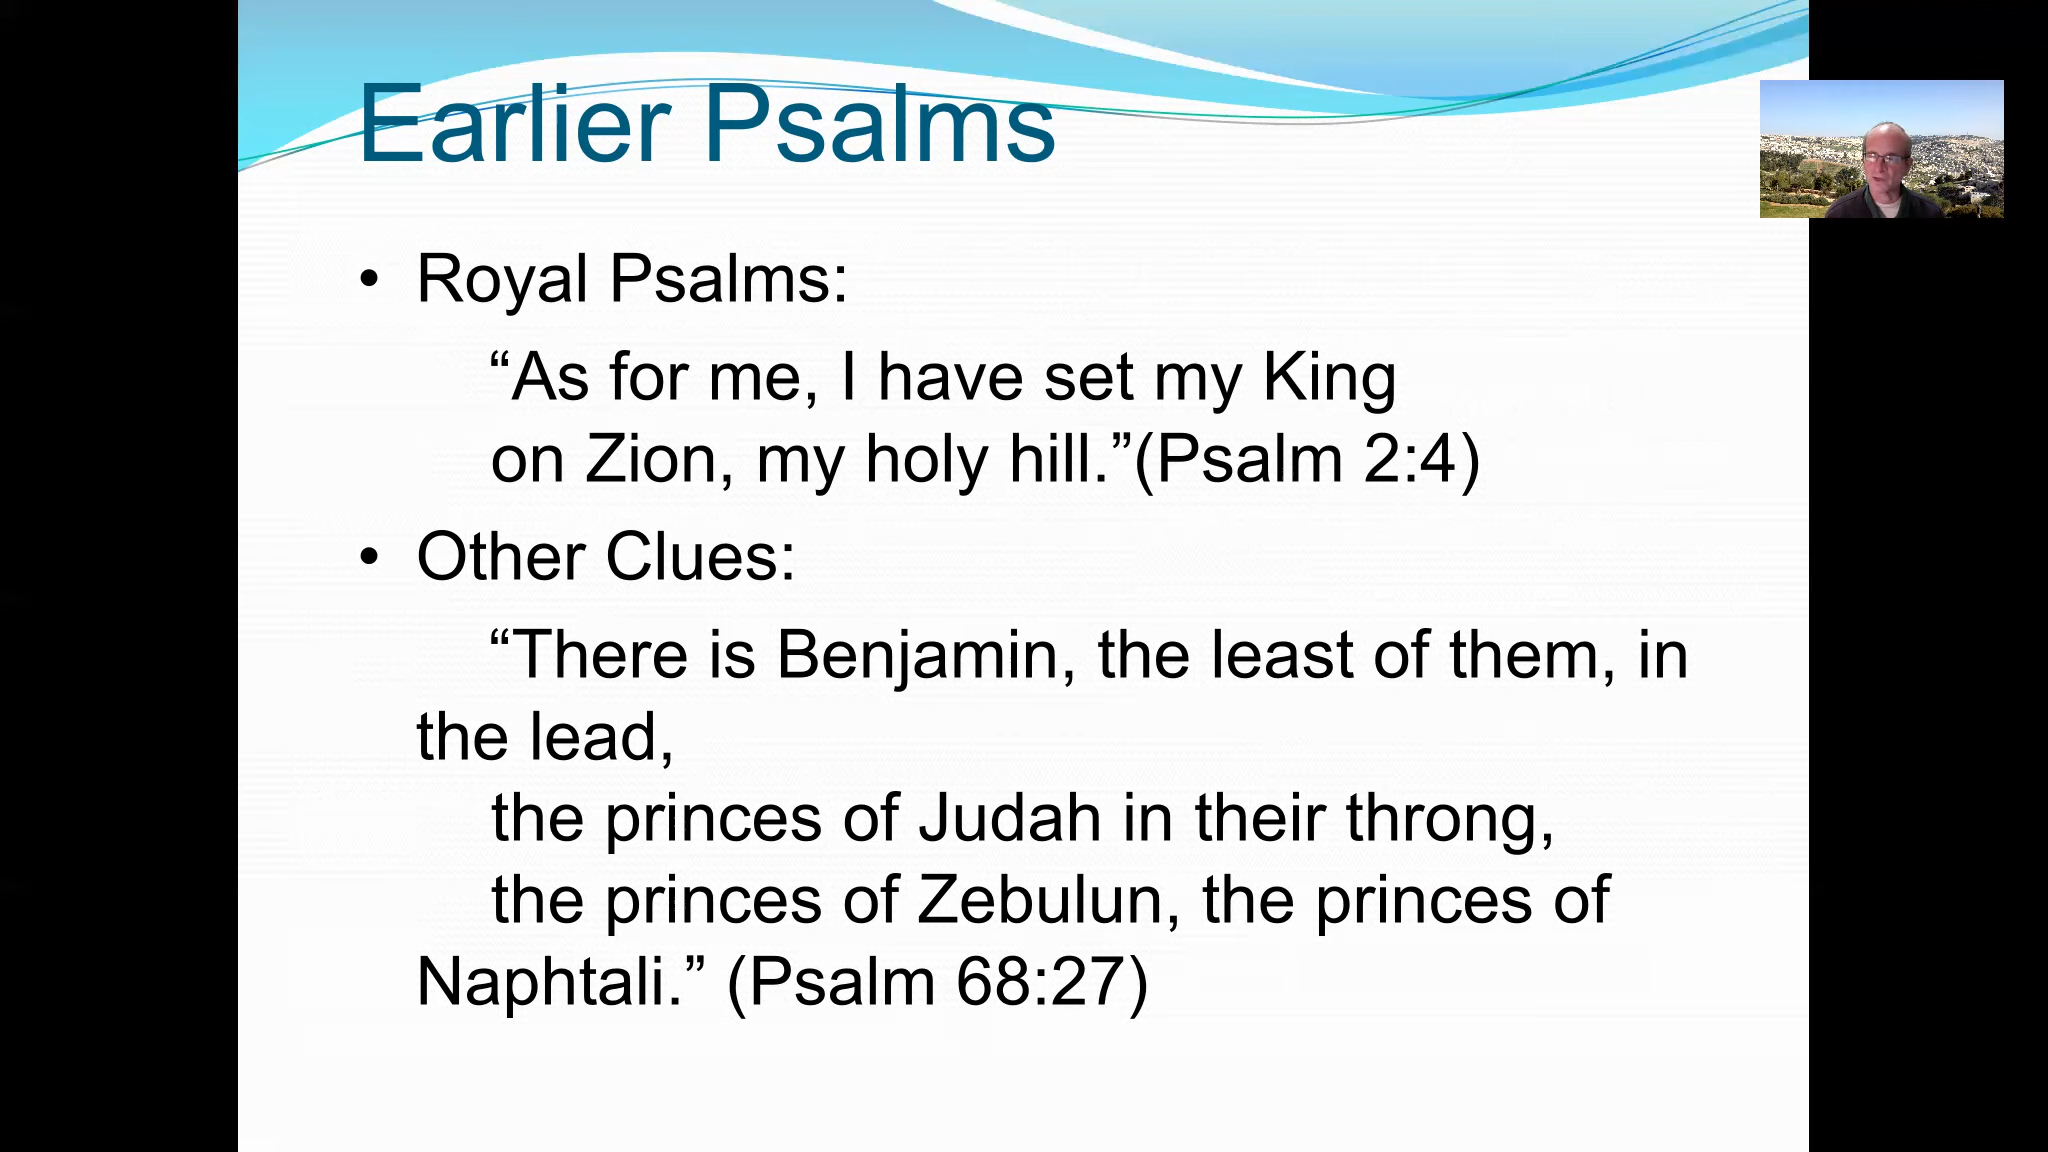 Earlier Psalms
• Royal Psalms:
“As for me, I have set my King
on Zion, my holy hill.”(Psalm 2:4)
• Other Clues:
“There is Benjamin, the least of them, in
the lead,
the princes of Judah in their throng,
the princes of Zebulun, the princes of
Naphtali.” (Psalm 68:27)